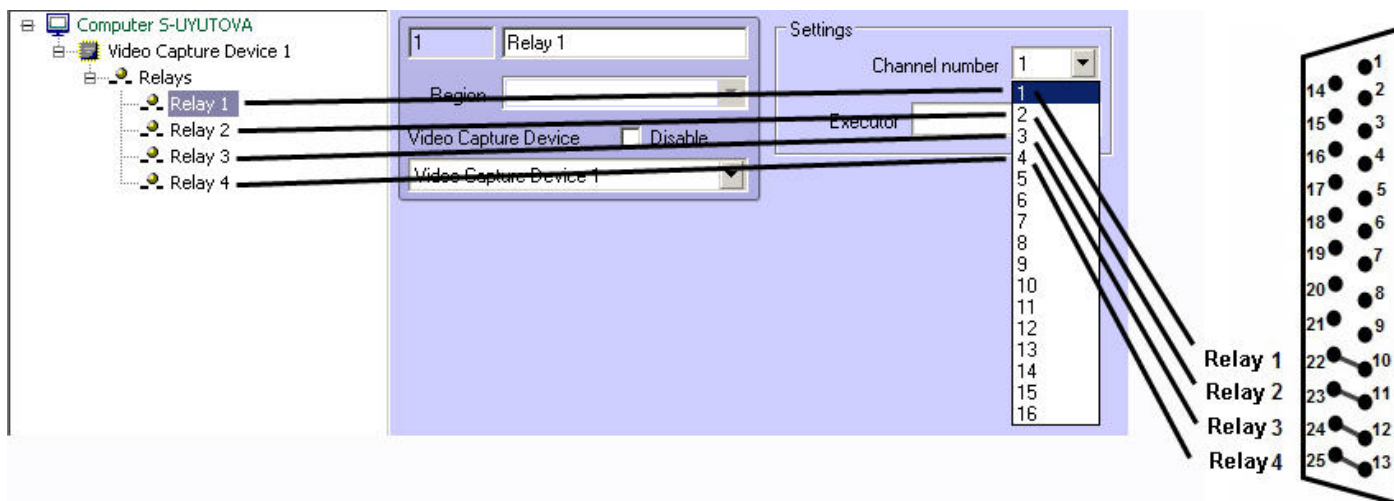 Computer S-UYUTOVA
Video Capture Device 1
Relays
Relay 1
Relay 2
Relay 3
Relay 4
1
Relay 1
Region
Video Capture Device
Disable
Video Capture Device 1
Settings
Channel number
1
Executor
1
2
3
4
5
6
7
8
9
10
11
12
13
14
15
16
Relay 1
Relay 2
Relay 3
Relay 4
14
15
16
17
18
19
20
21
22
23
24
25
1
2
3
4
5
6
7
8
9
10
11
12
13